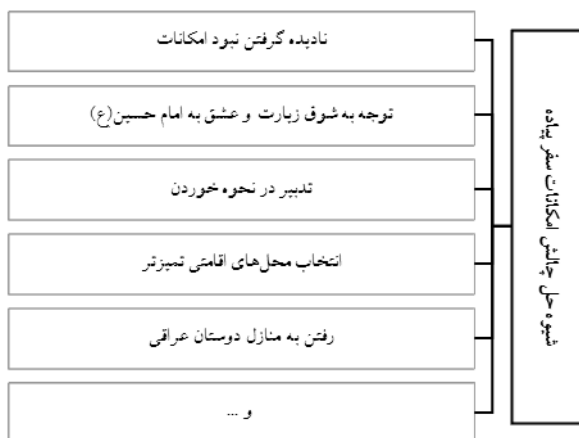 شیوه حل چالش امکانات سفر پیاده
نادیده گرفتن نبود امکانات
توجه به شوق زیارت و عشق به امام حسین(ع)
تدبیر در نحوه خوردن
انتخاب محل‌های اقامتی تمیزتر
رفتن به منازل دوستان عراقی
و ...